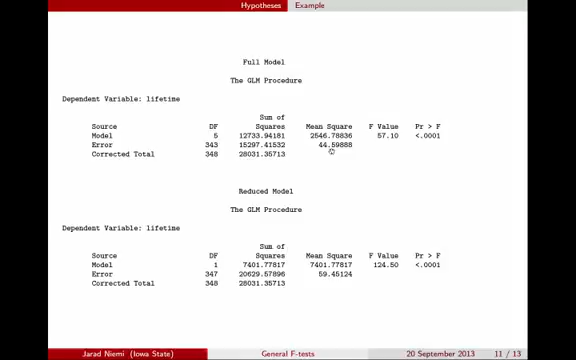 Hypotheses Example
Full Model
The GLM Procedure
Dependent Variable: lifetime
Sum of
Source DF Squares Mean Square F Value Pr > F
Model 5 12733.94181 2546.78836 57.10 <.0001
Error 343 15297.41532 44.59888
Corrected Total 348 28031.35713
Reduced Model
The GLM Procedure
Dependent Variable: lifetime
Sum of
Source DF Squares Mean Square F Value Pr > F
Model 1 7401.77817 7401.77817 124.50 <.0001
Error 347 20629.57896 59.45124
Corrected Total 348 28031.35713
Jarad Niemi (Iowa State) General F-tests 20 September 2013 11 / 13